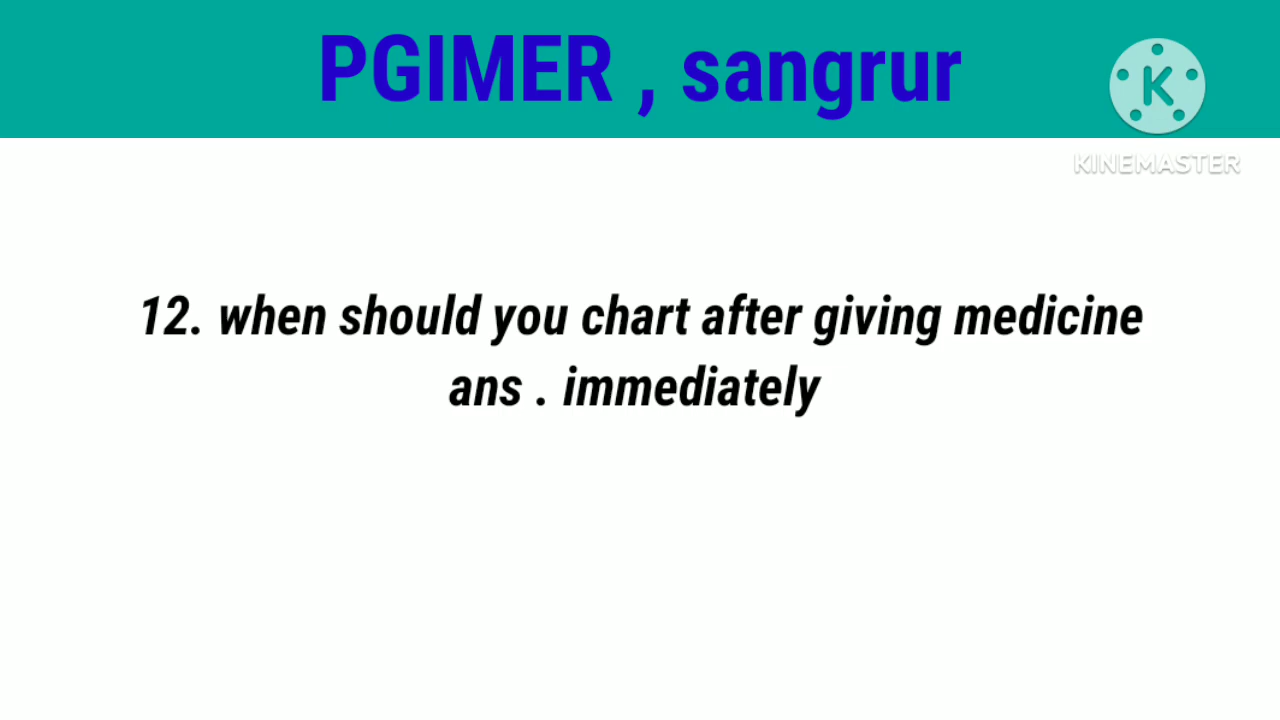 PGIMER , sangrur
K
KINEMASTER
12. when should you chart after giving medicine
ans . immediately